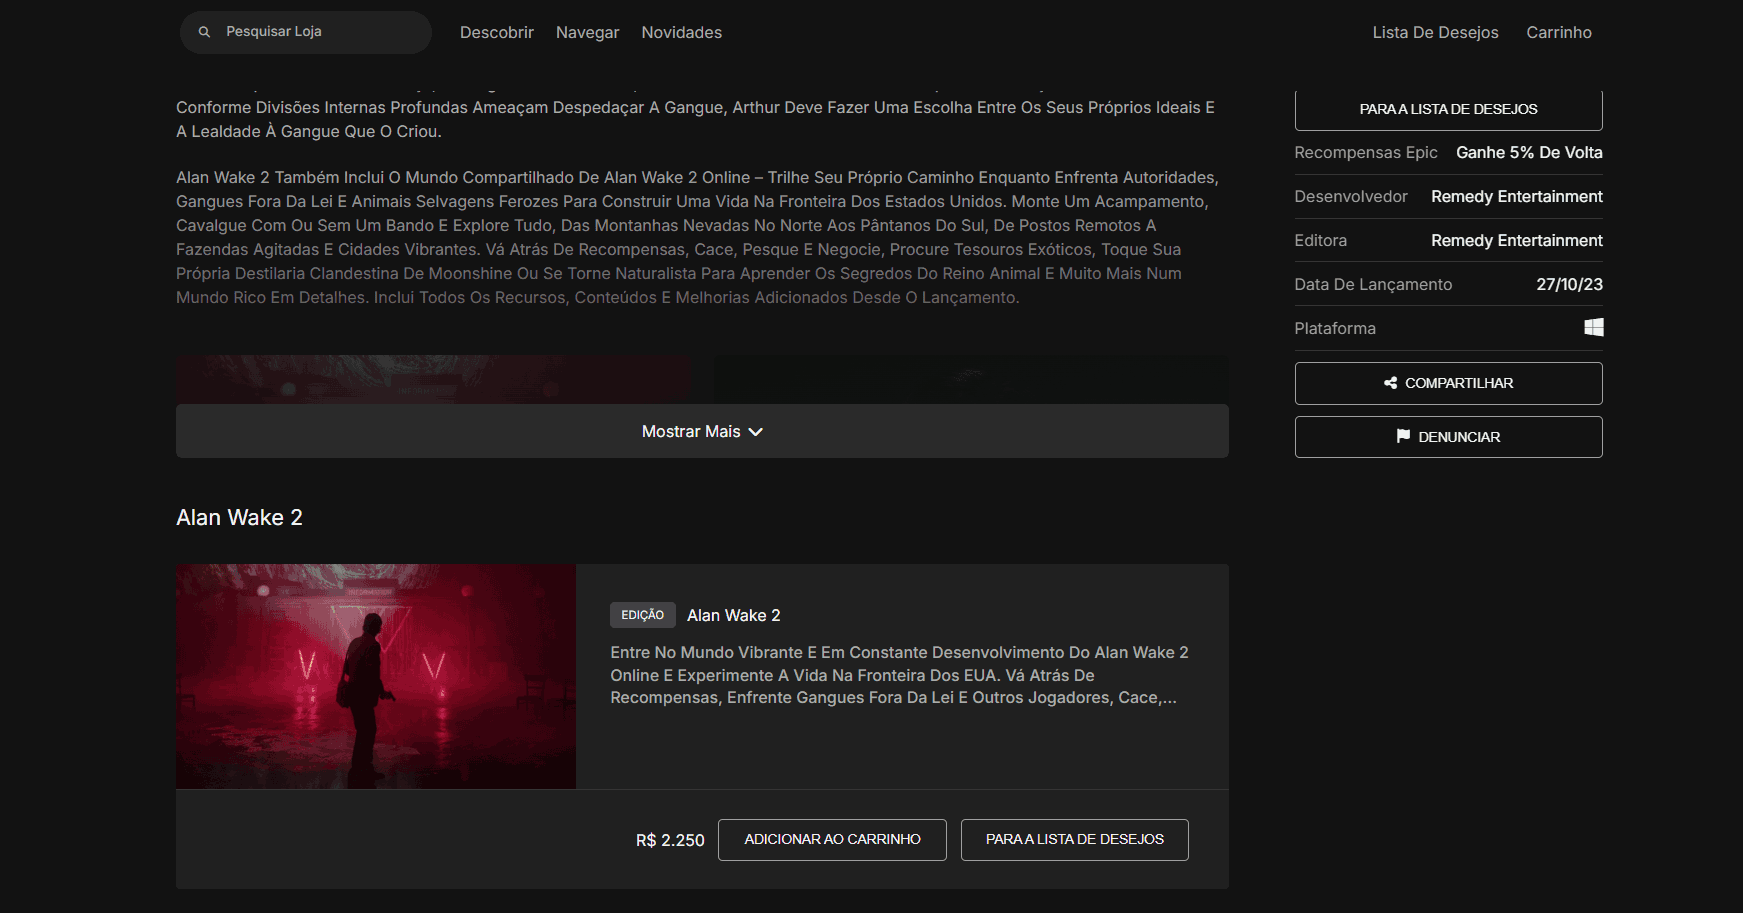 Pesquisar Loja
Descobrir
Navegar
Novidades
Lista De Desejos
Carrinho
Conforme Divisões Internas Profundas Ameaçam Despedaçar A Gangue, Arthur Deve Fazer Uma Escolha Entre Os Seus Próprios Ideais E
A Lealdade À Gangue Que O Criou.
Alan Wake 2 Também Inclui O Mundo Compartilhado De Alan Wake 2 Online – Trilhe Seu Próprio Caminho Enquanto Enfrenta Autoridades,
Gangues Fora Da Lei E Animais Selvagens Ferozes Para Construir Uma Vida Na Fronteira Dos Estados Unidos. Monte Um Acampamento,
Cavalgue Com Ou Sem Um Bando E Explore Tudo, Das Montanhas Nevadas No Norte Aos Pântanos Do Sul, De Postos Remotos A
Fazendas Agitadas E Cidades Vibrantes. Vá Atrás De Recompensas, Cace, Pesque E Negocie, Procure Tesouros Exóticos, Toque Sua
Própria Destilaria Clandestina De Moonshine Ou Se Torne Naturalista Para Aprender Os Segredos Do Reino Animal E Muito Mais Num
Mundo Rico Em Detalhes. Inclui Todos Os Recursos, Conteúdos E Melhorias Adicionados Desde O Lançamento.
Mostrar Mais
PARA A LISTA DE DESEJOS
Recompensas Epic Ganhe 5% De Volta
Desenvolvedor Remedy Entertainment
Editora Remedy Entertainment
Data De Lançamento 27/10/23
Plataforma
COMPARTILHAR
DENUNCIAR
Alan Wake 2
EDIÇÃO Alan Wake 2
Entre No Mundo Vibrante E Em Constante Desenvolvimento Do Alan Wake 2
Online E Experimente A Vida Na Fronteira Dos EUA. Vá Atrás De
Recompensas, Enfrente Gangues Fora Da Lei E Outros Jogadores, Cace,...
R$ 2.250 ADICIONAR AO CARRINHO PARA A LISTA DE DESEJOS